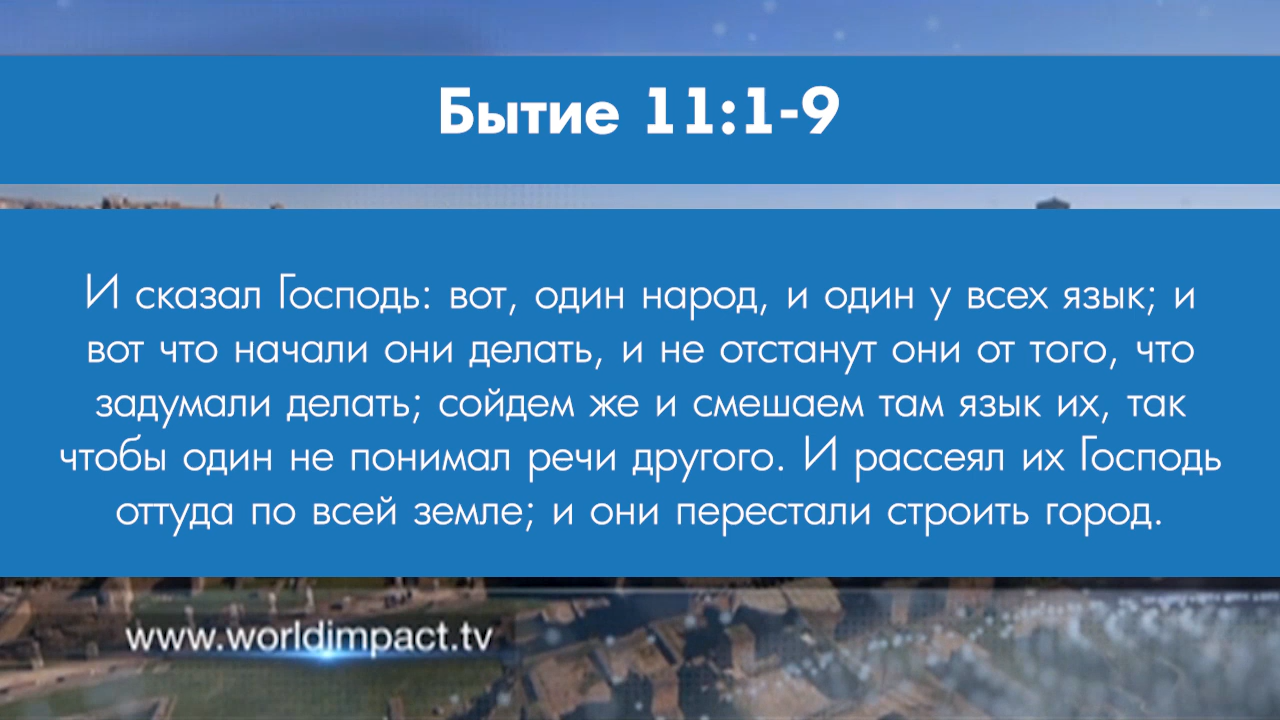 Бытие 11:1-9
И сказал Господь: вот, один народ, и один у всех язык; и
вот что начали они делать, и не отстанут они от того, что
задумали делать; сойдем же и смешаем там язык их, так
чтобы один не понимал речи другого. И рассеял их Господь
оттуда по всей земле; и они перестали строить город.
www.worldimpact.tv